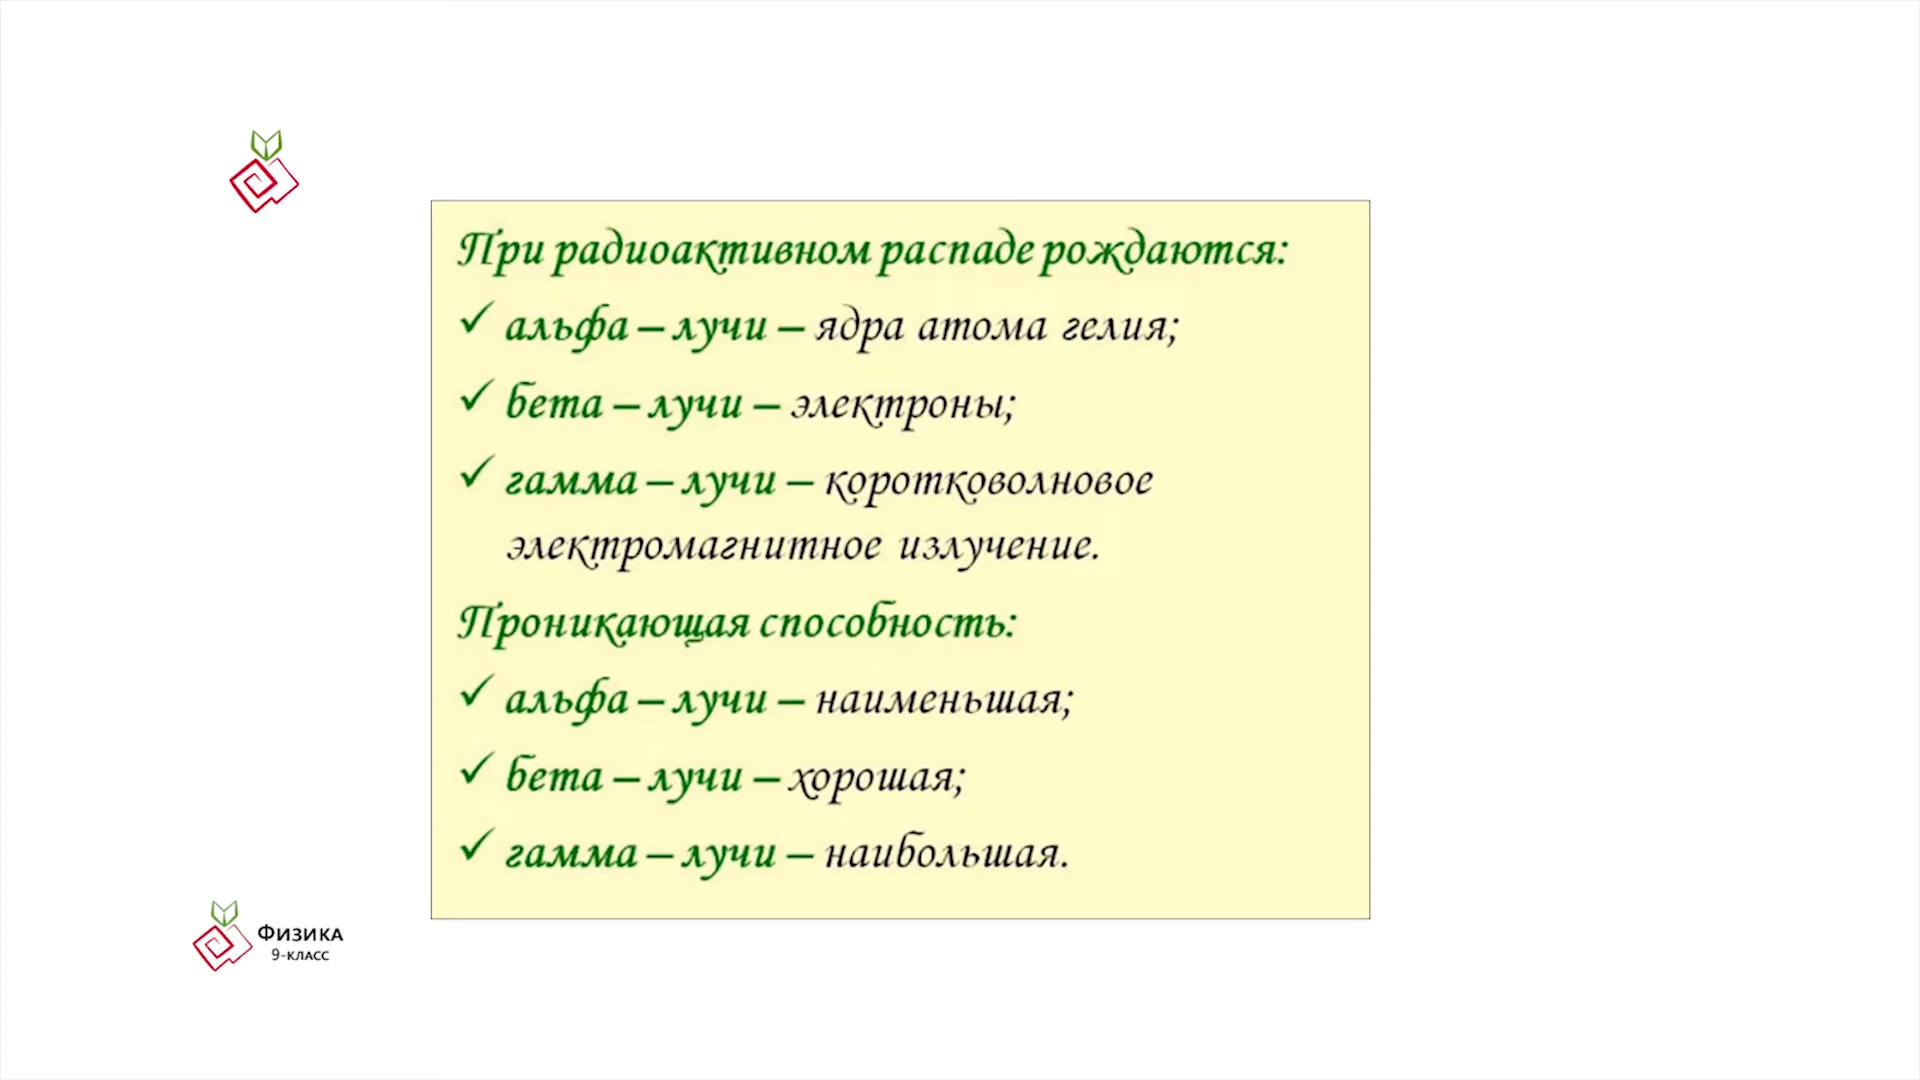 При радиоактивном распаде рождаются:
✓ альфа – лучи – ядра атома гелия;
✓ бета – лучи – электроны;
✓ гамма – лучи – коротковолновое
электромагнитное излучение.
Проникающая способность:
✓ альфа – лучи – наименьшая;
✓ бета – лучи – хорошая;
✓ гамма – лучи – наибольшая.
Физика
9-класс